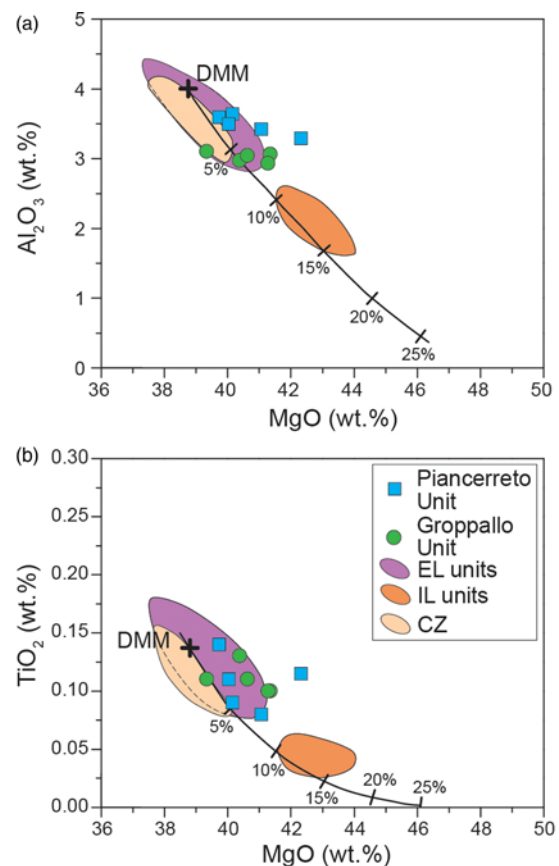 (a)
5
4
3
2
1
0
Al2O3 (wt.%)
DMM
5%
10%
15%
20%
25%
36 38 40 42 44 46 48 50
MgO (wt.%)
(b)
0.30
0.25
0.20
0.15
0.10
0.05
0.00
TiO2 (wt.%)
Piancerreto
Unit
Groppallo
Unit
EL units
IL units
CZ
DMM
5%
10%
15%
20%
25%
36 38 40 42 44 46 48 50
MgO (wt.%)